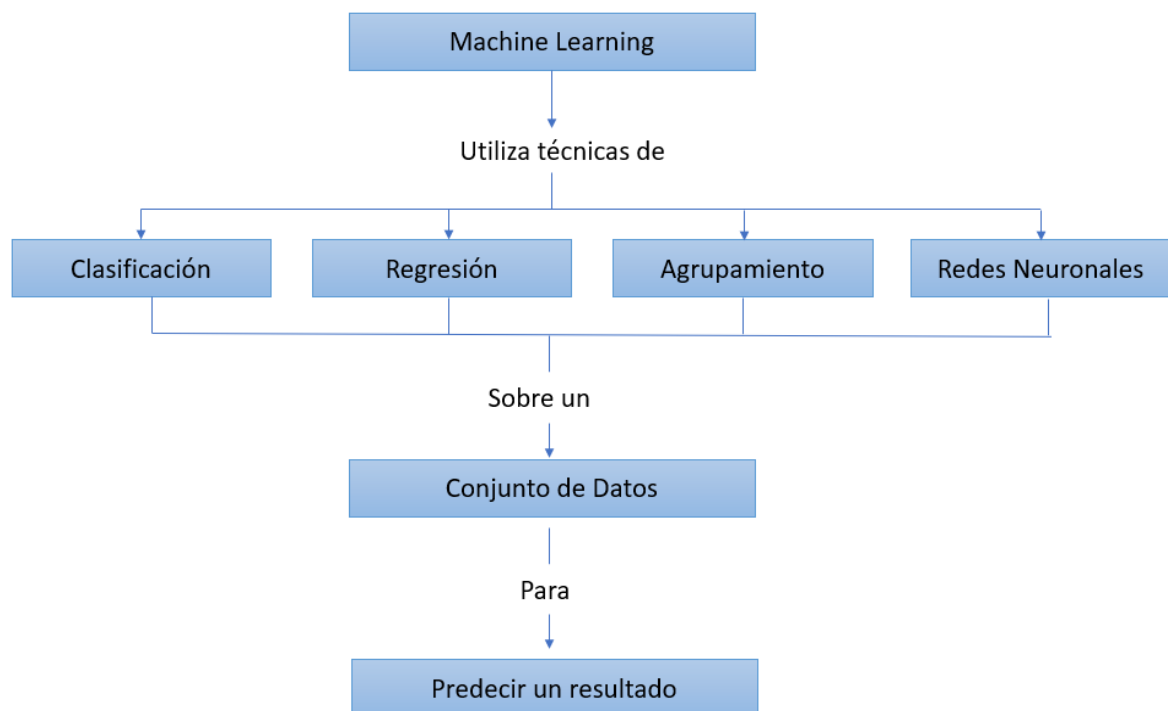 Machine Learning
Utiliza técnicas de
Clasificación
Regresión
Agrupamiento
Redes Neuronales
Sobre un
Conjunto de Datos
Para
Predecir un resultado